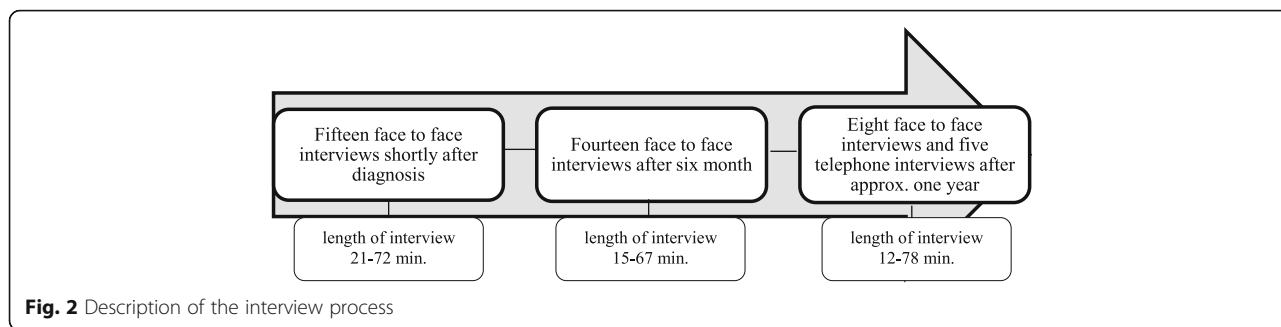 Fifteen face to face
interviews shortly after
diagnosis
Fourteen face to face
interviews after six month
Eight face to face
interviews and five
telephone interviews after
approx. one year
length of interview
21-72 min.
length of interview
15-67 min.
length of interview
12-78 min.
Fig. 2 Description of the interview process